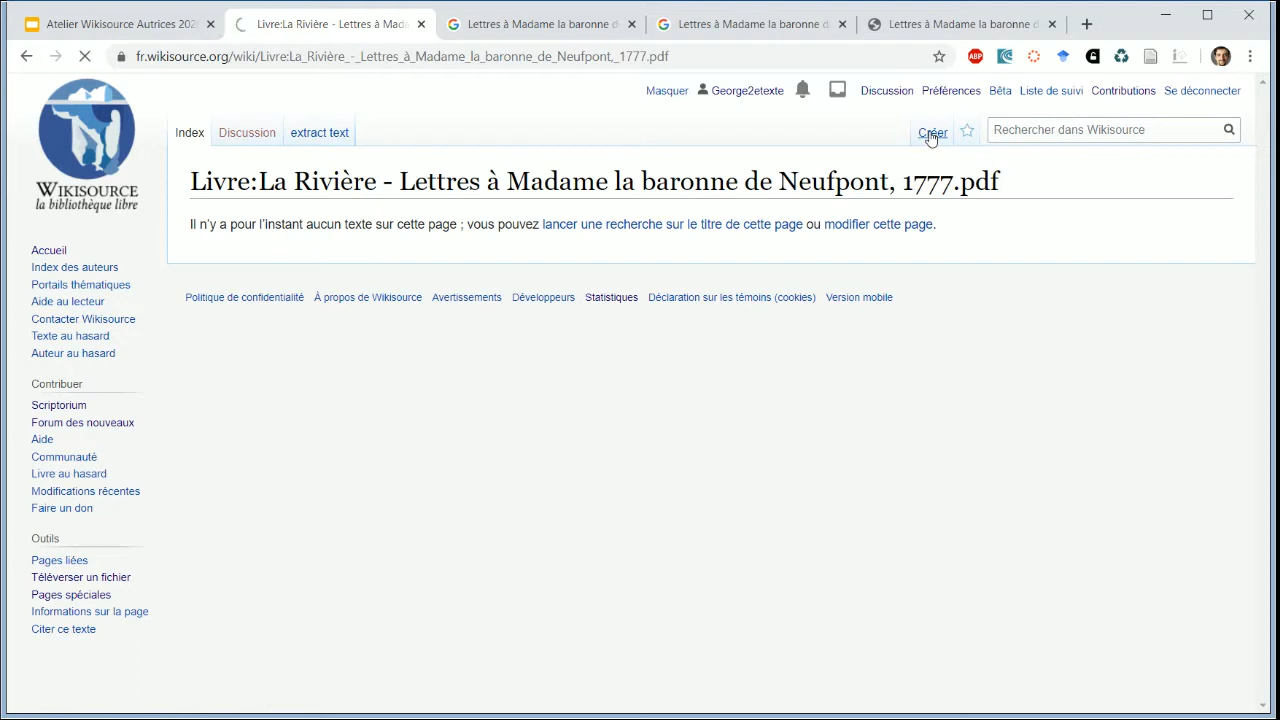 Atelier Wikisource Autrices 202
Livre:La Rivière - Lettres à Mada
Lettres à Madame la baronne d
Lettres à Madame la baronne d
Lettres à Madame la baronne d
fr.wikisource.org/wiki/Livre:La_Rivière_-_Lettres_à_Madame_la_baronne_de_Neufpont,_1777.pdf
ABP
Masquer George2etexte Discussion Préférences Bêta Liste de suivi Contributions Se déconnecter
Index Discussion extract text Créer Rechercher dans Wikisource
WIKISOURCE
la bibliothèque libre
Livre:La Rivière - Lettres à Madame la baronne de Neufpont, 1777.pdf
Il n’y a pour l’instant aucun texte sur cette page ; vous pouvez lancer une recherche sur le titre de cette page ou modifier cette page.
Politique de confidentialité À propos de Wikisource Avertissements Développeurs Statistiques Déclaration sur les témoins (cookies) Version mobile
Accueil
Index des auteurs
Portails thématiques
Aide au lecteur
Contacter Wikisource
Texte au hasard
Auteur au hasard
Contribuer
Scriptorium
Forum des nouveaux
Aide
Communauté
Livre au hasard
Modifications récentes
Faire un don
Outils
Pages liées
Téléverser un fichier
Pages spéciales
Informations sur la page
Citer ce texte